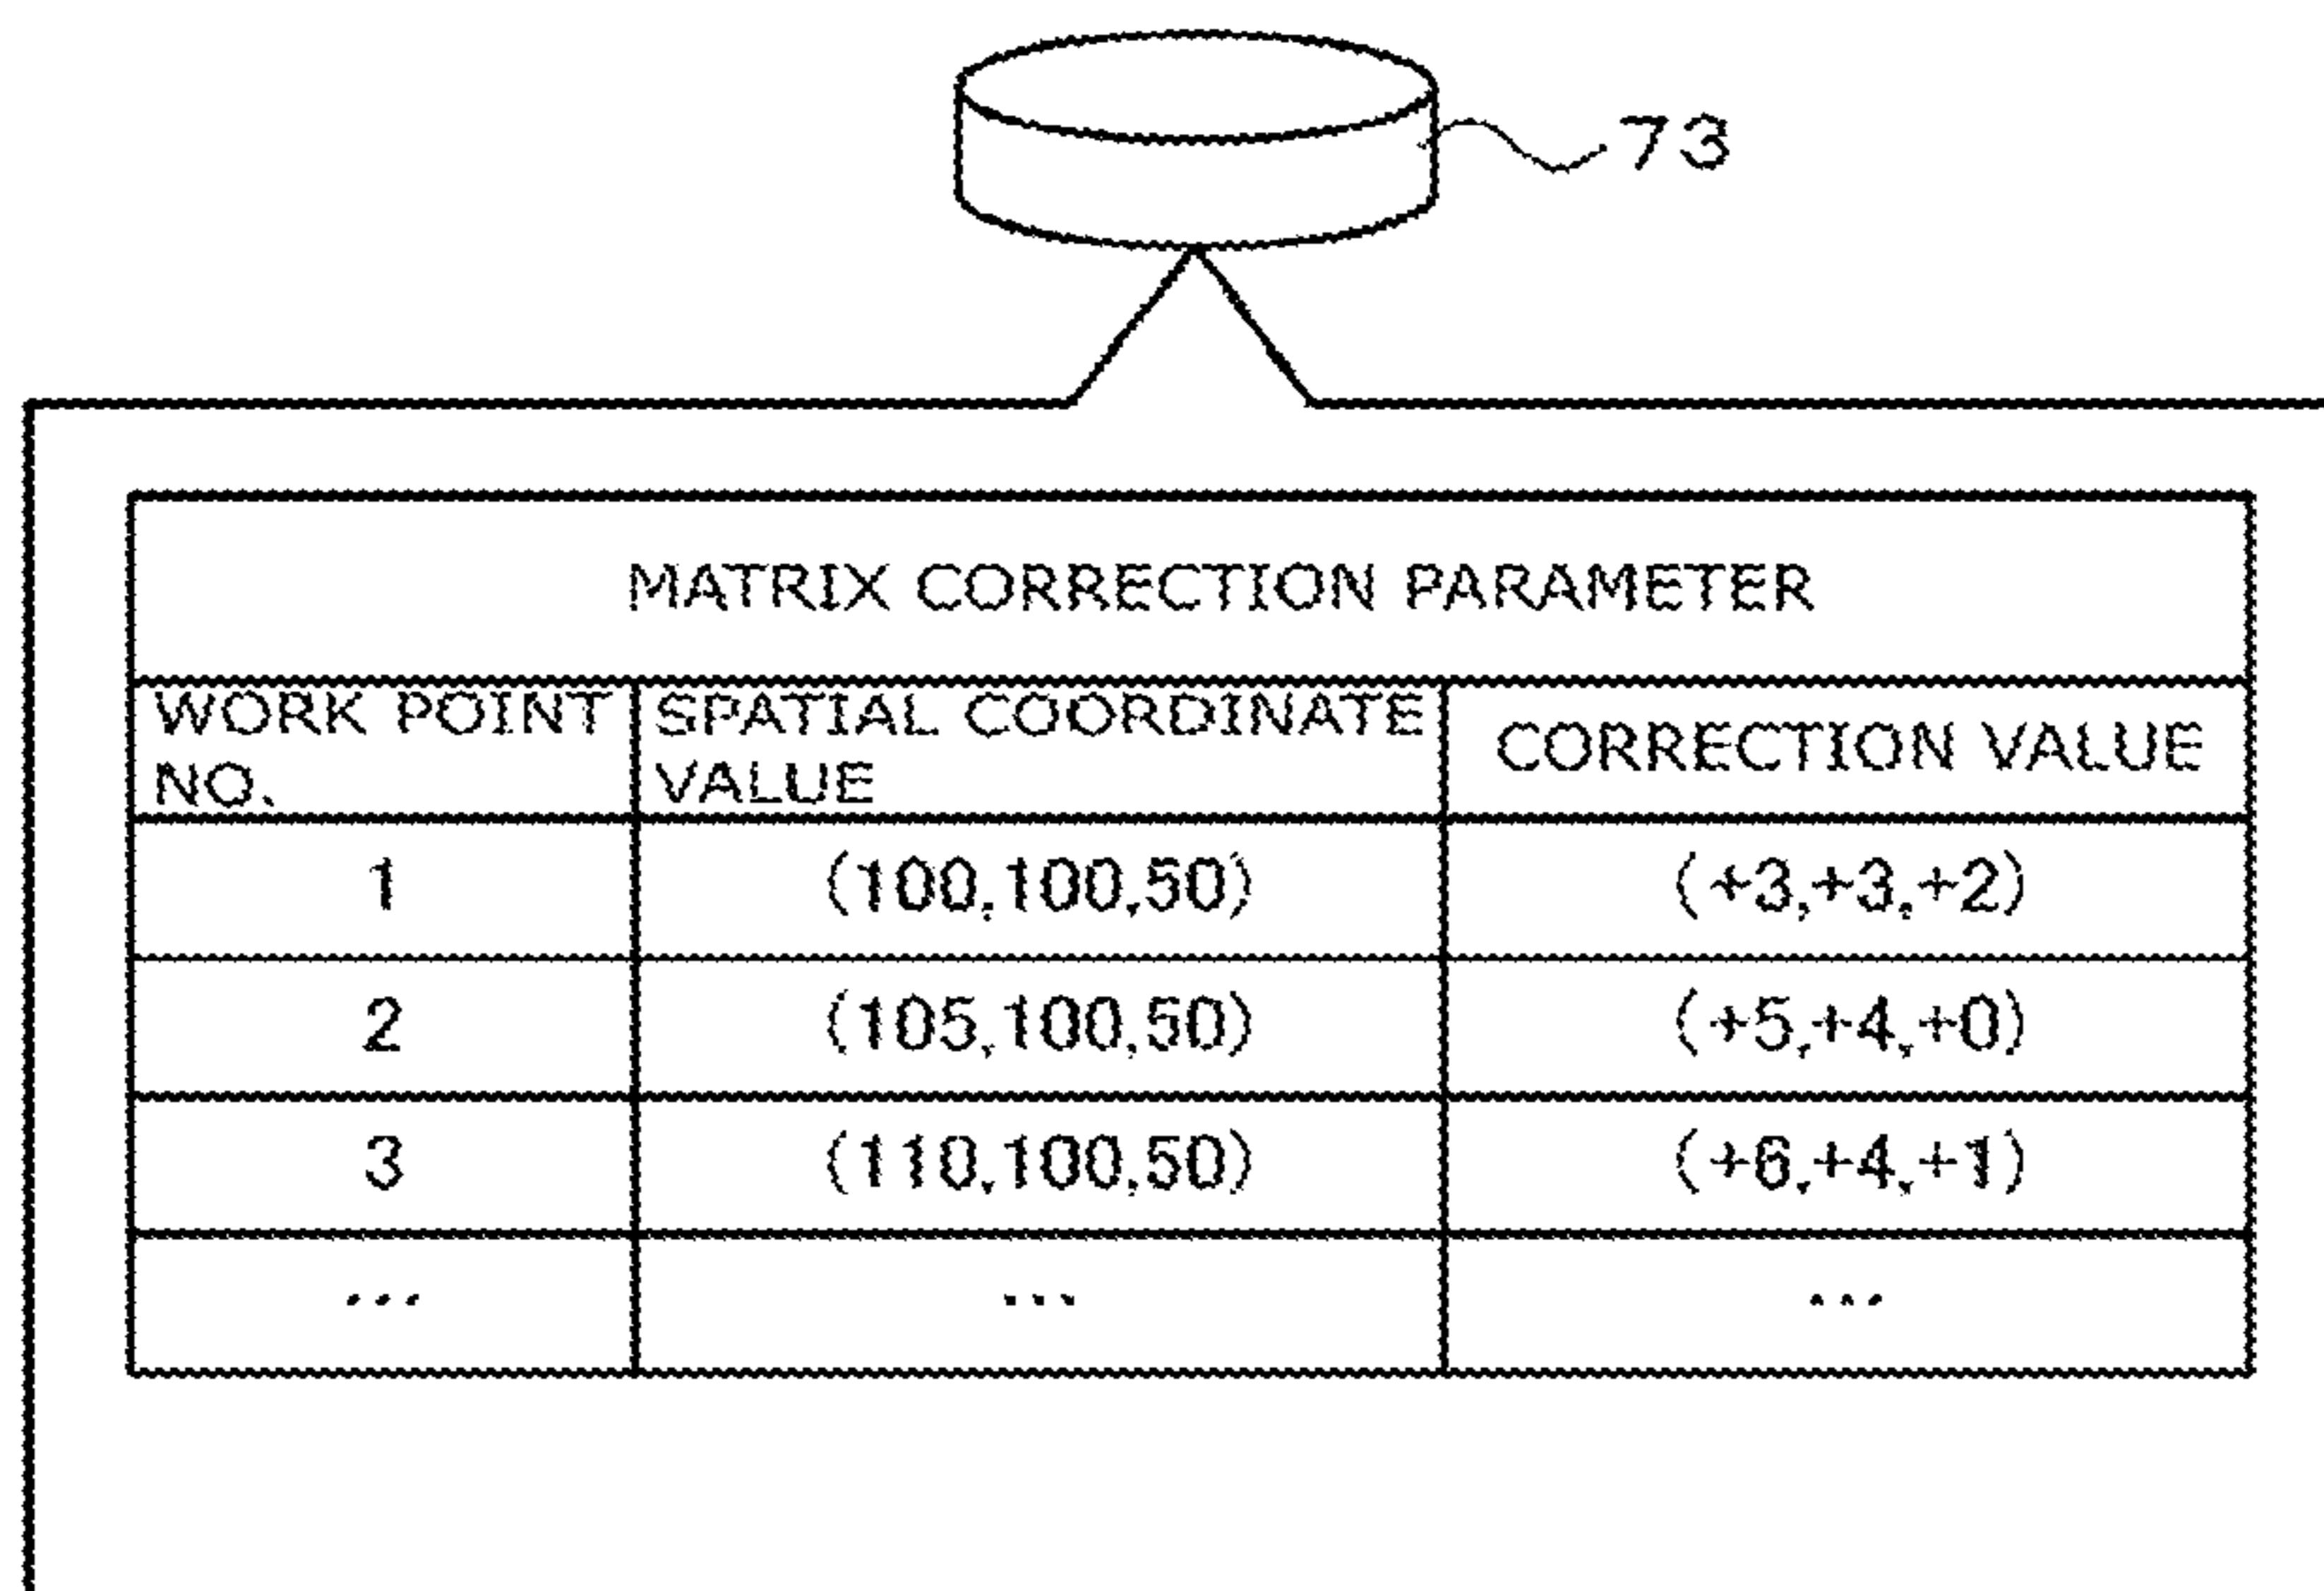 73
MATRIX CORRECTION PARAMETER
WORK POINT NO. SPATIAL COORDINATE VALUE CORRECTION VALUE
1 (100,100,50) (+3,+3,+2)
2 (105,100,50) (+5,+4,+0)
3 (110,100,50) (+6,+4,+1)
... ... ...